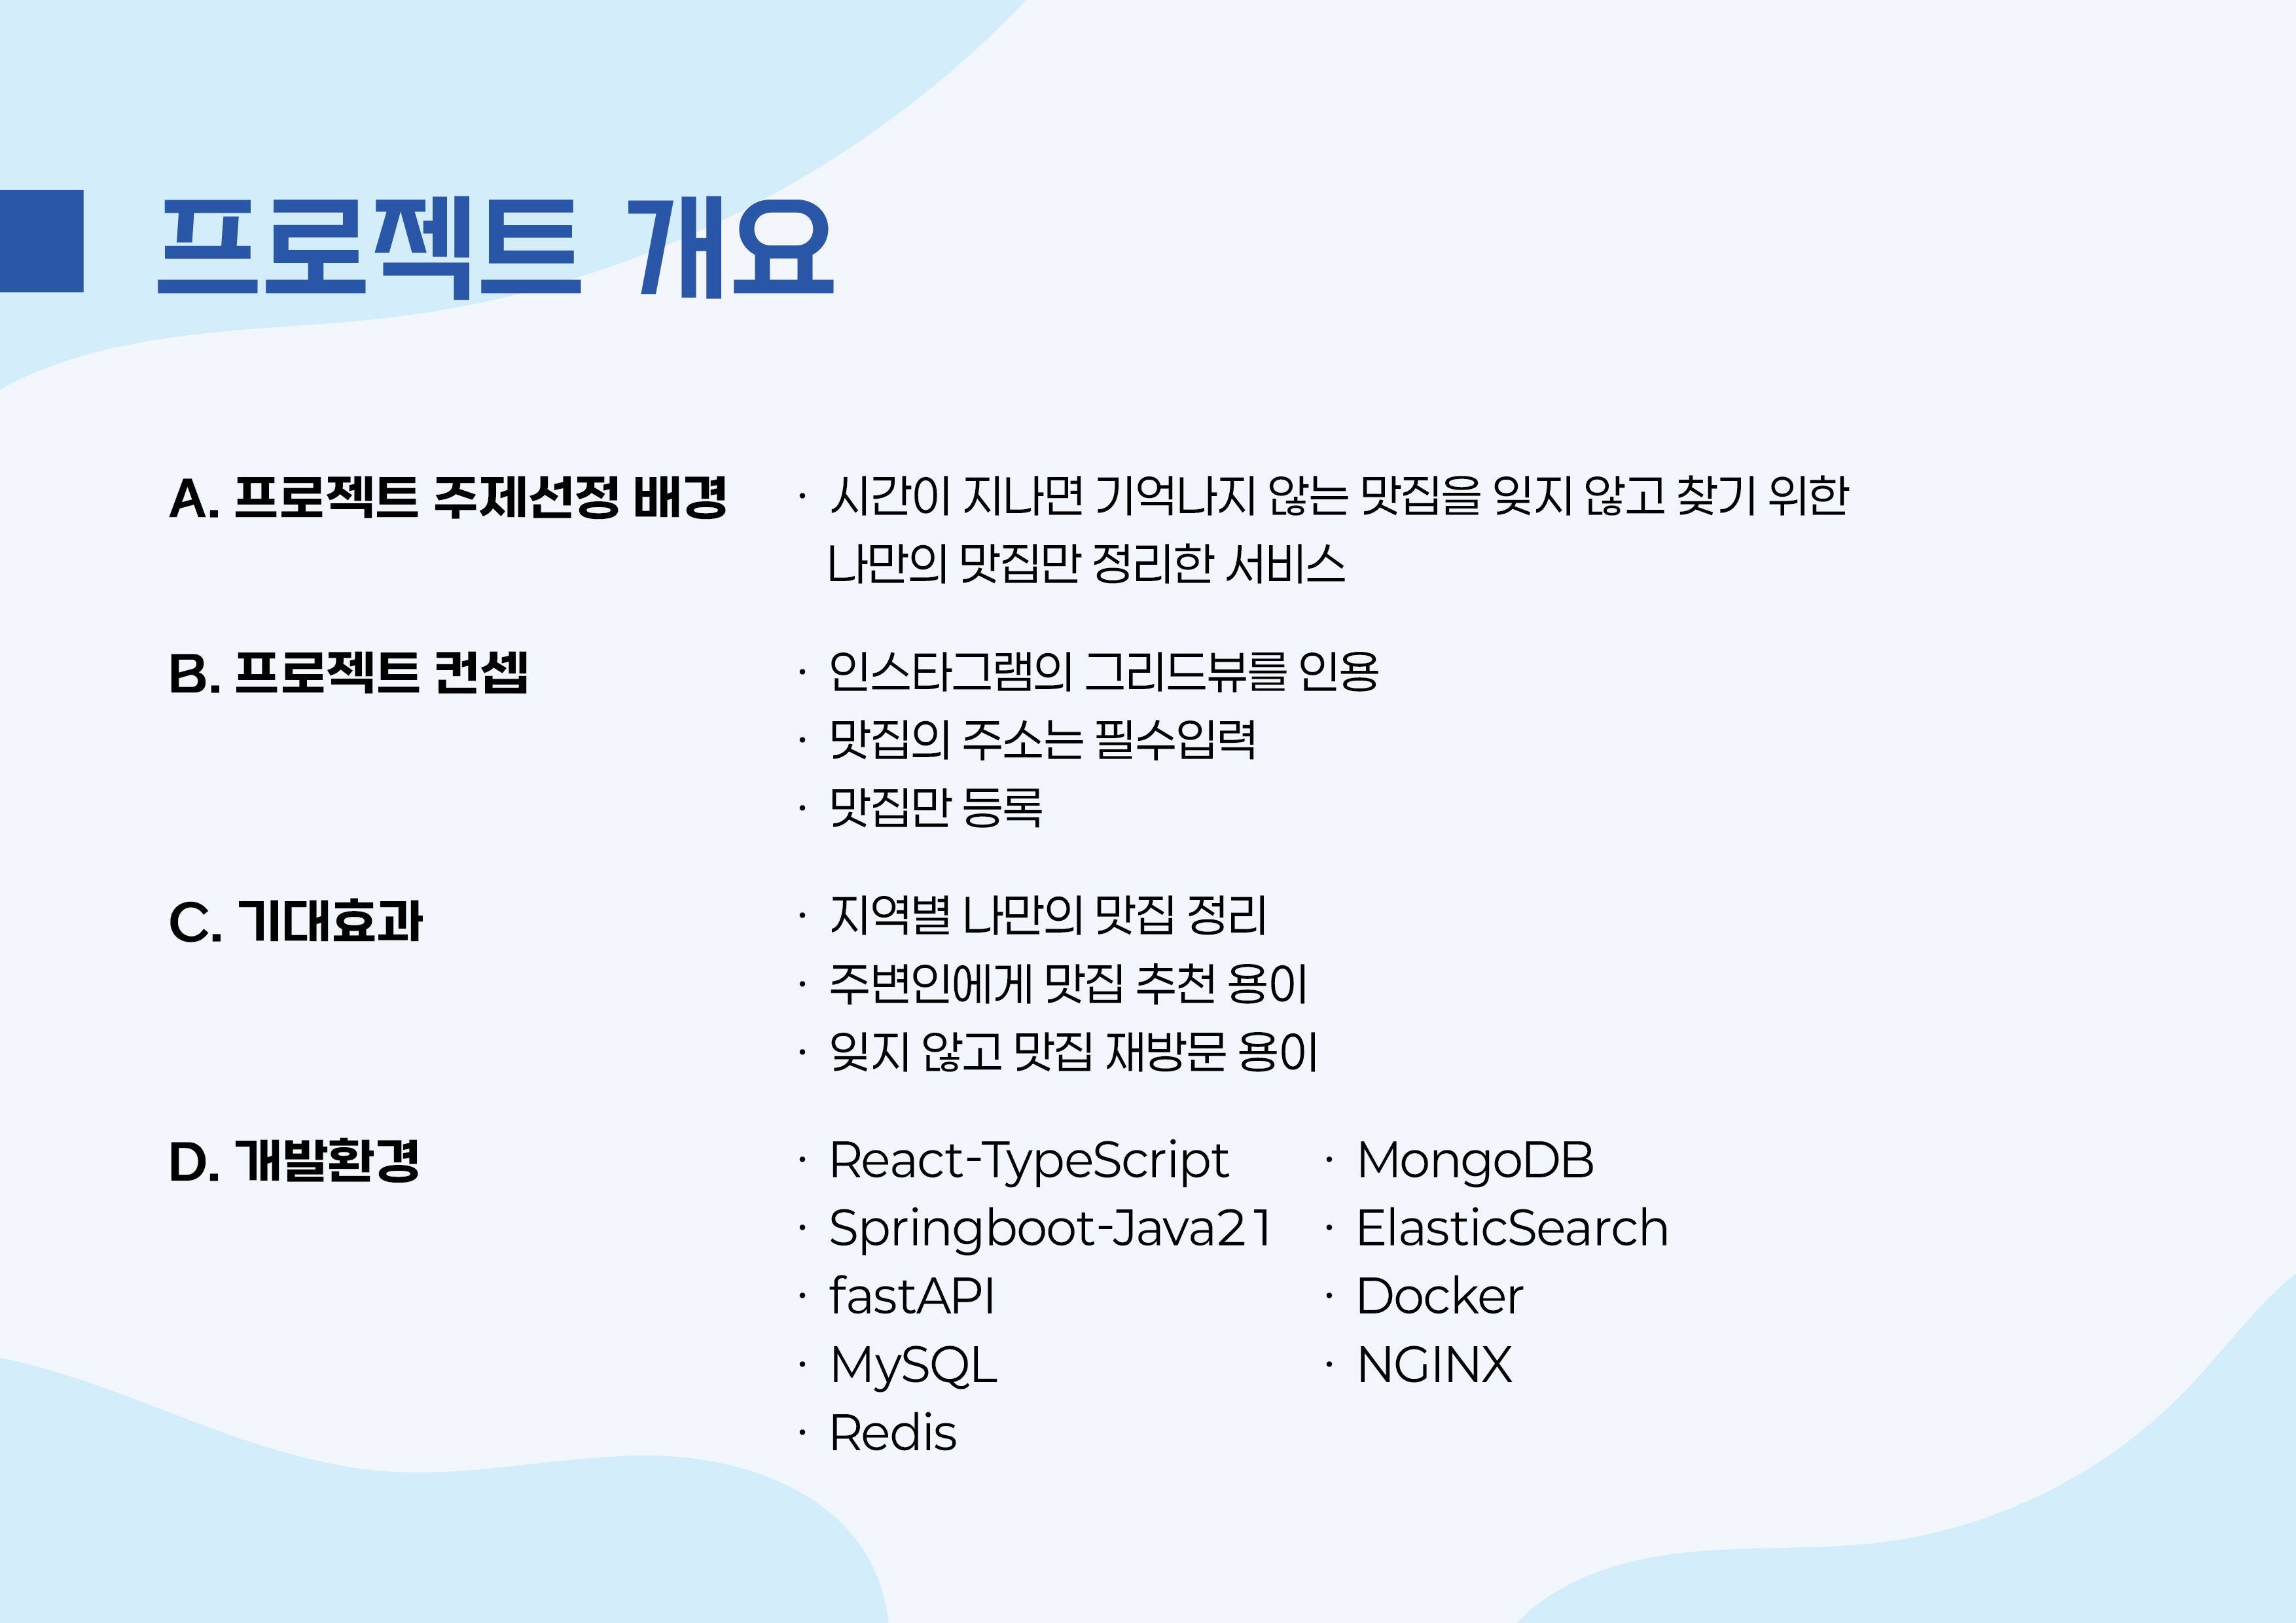 프로젝트 개요
A. 프로젝트 주제선정 배경
· 시간이 지나면 기억나지 않는 맛집을 잊지 않고 찾기 위한
나만의 맛집만 정리한 서비스
B. 프로젝트 컨셉
· 인스타그램의 그리드뷰를 인용
· 맛집의 주소는 필수입력
· 맛집만 등록
C. 기대효과
· 지역별 나만의 맛집 정리
· 주변인에게 맛집 추천 용이
· 잊지 않고 맛집 재방문 용이
D. 개발환경
· React-TypeScript
· Springboot-Java21
· fastAPI
· MySQL
· Redis
· MongoDB
· ElasticSearch
· Docker
· NGINX